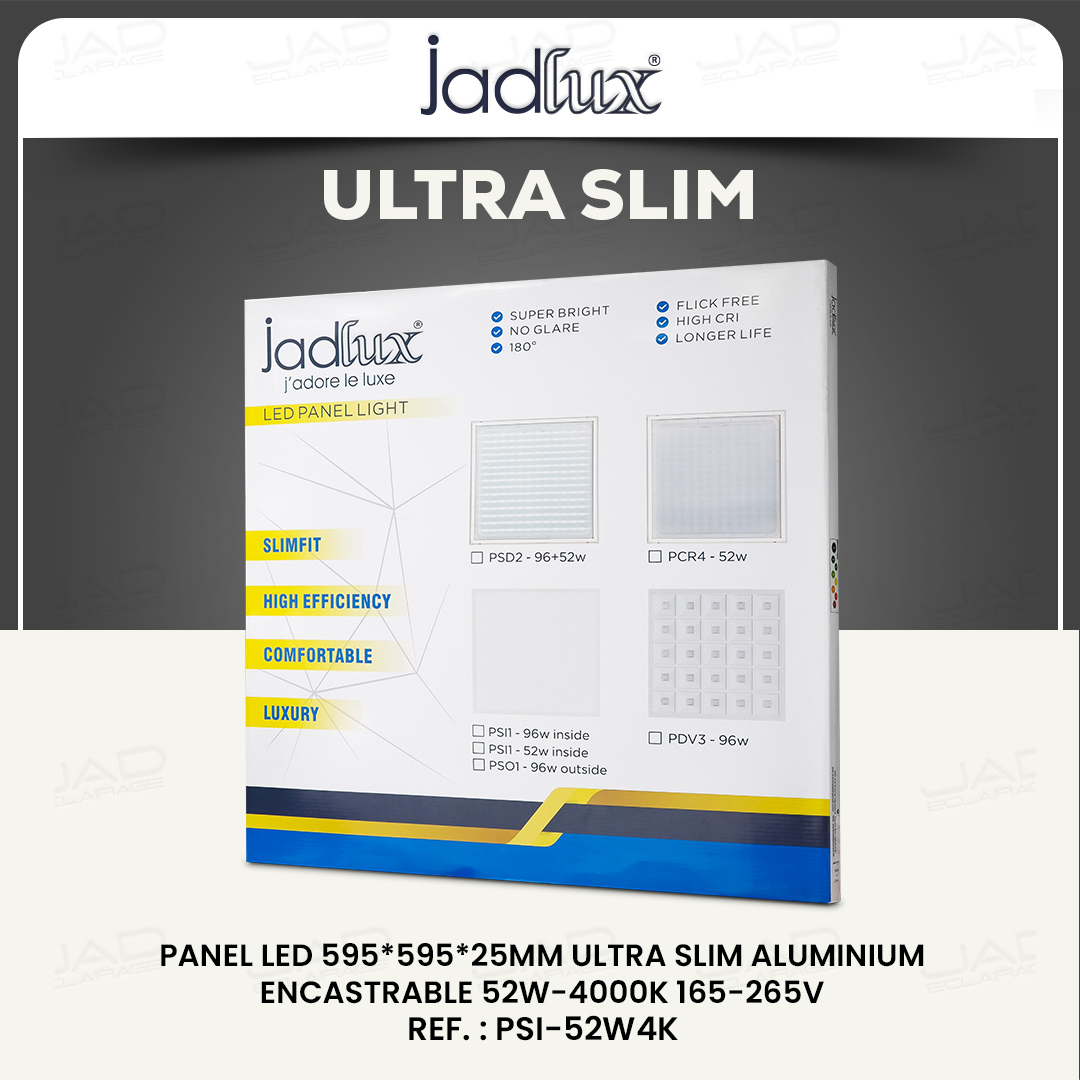 jadlux®
ULTRA SLIM
jadlux®
j'adore le luxe
LED PANEL LIGHT
SUPER BRIGHT
NO GLARE
180°
FLICK FREE
HIGH CRI
LONGER LIFE
SLIMFIT
HIGH EFFICIENCY
COMFORTABLE
LUXURY
PSD2 - 96+52w
PCR4 - 52w
PSI1 - 96w inside
PSI1 - 52w inside
PSO1 - 96w outside
PDV3 - 96w
jadlux
PANEL LED 595*595*25MM ULTRA SLIM ALUMINIUM
ENCASTRABLE 52W-4000K 165-265V
REF. : PSI-52W4K
JAD
ECLARAGE